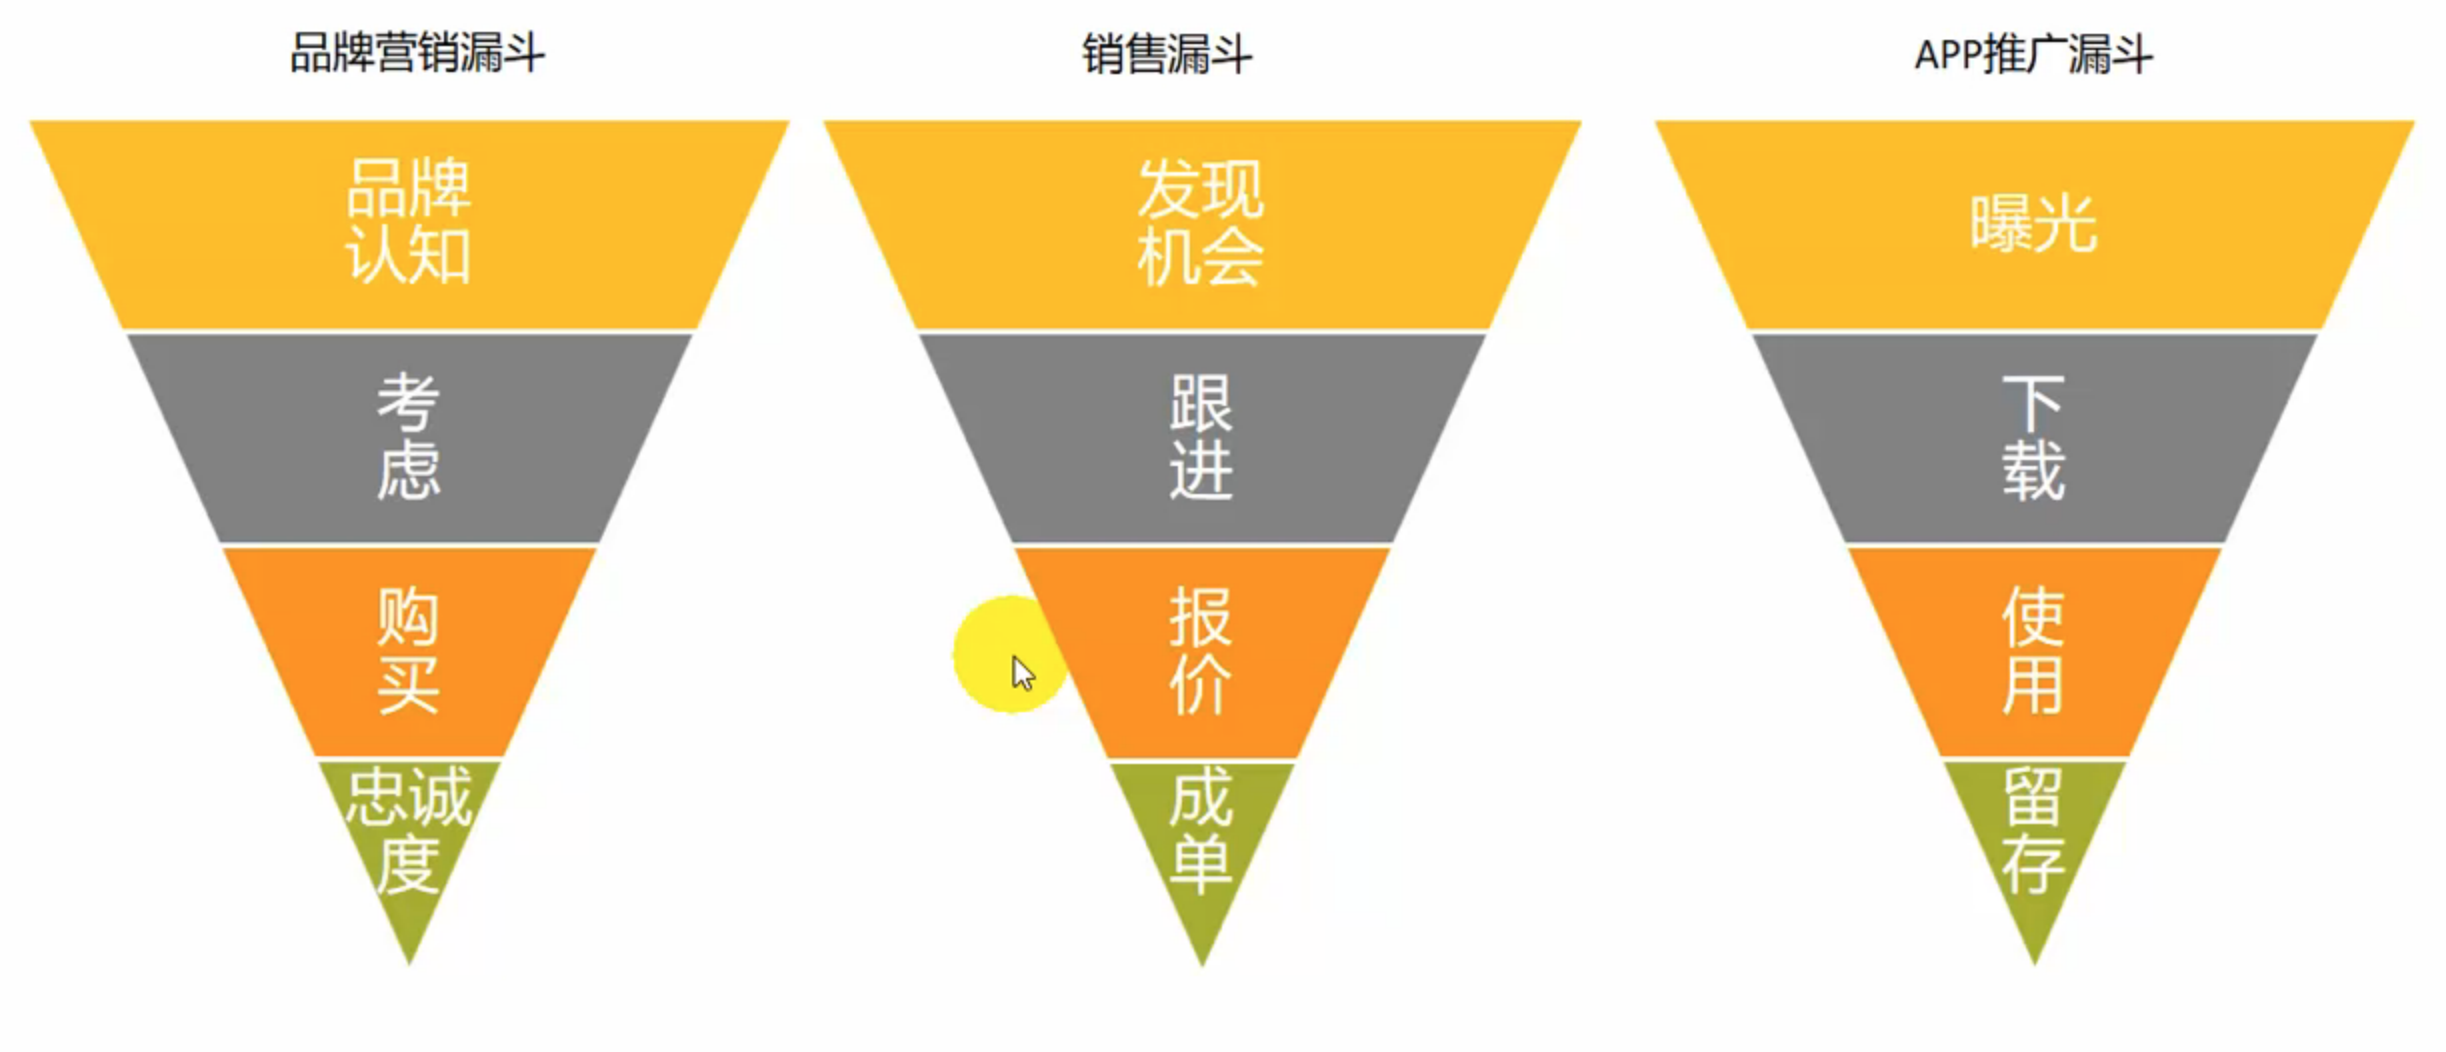 品牌营销漏斗
品牌
认知
考
虑
购
买
忠诚
度
销售漏斗
发现
机会
跟
进
报
价
成
单
APP推广漏斗
曝光
下
载
使
用
留
存